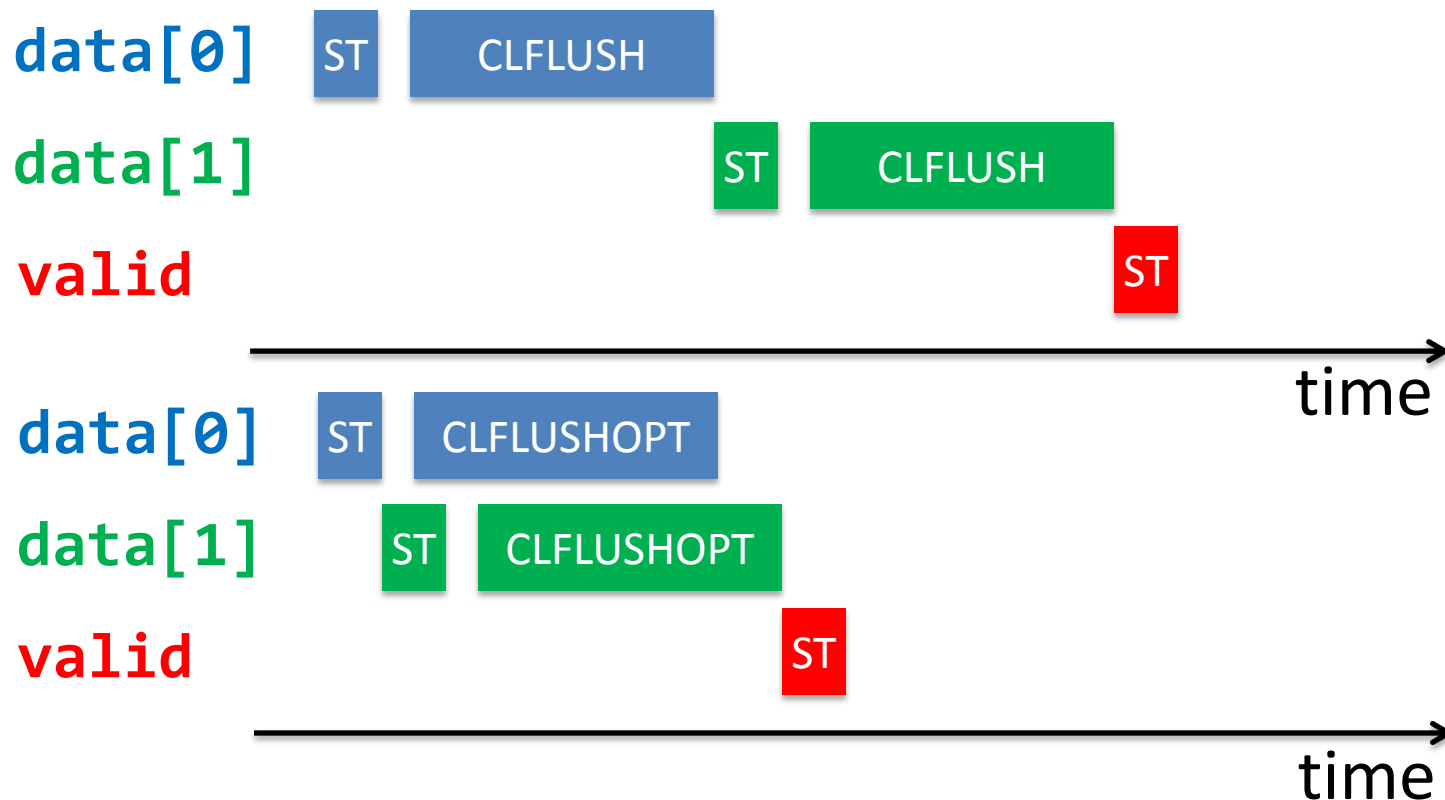 data[0] ST CLFLUSH
data[1] ST CLFLUSH
valid ST
time
data[0] ST CLFLUSHOPT
data[1] ST CLFLUSHOPT
valid ST
time